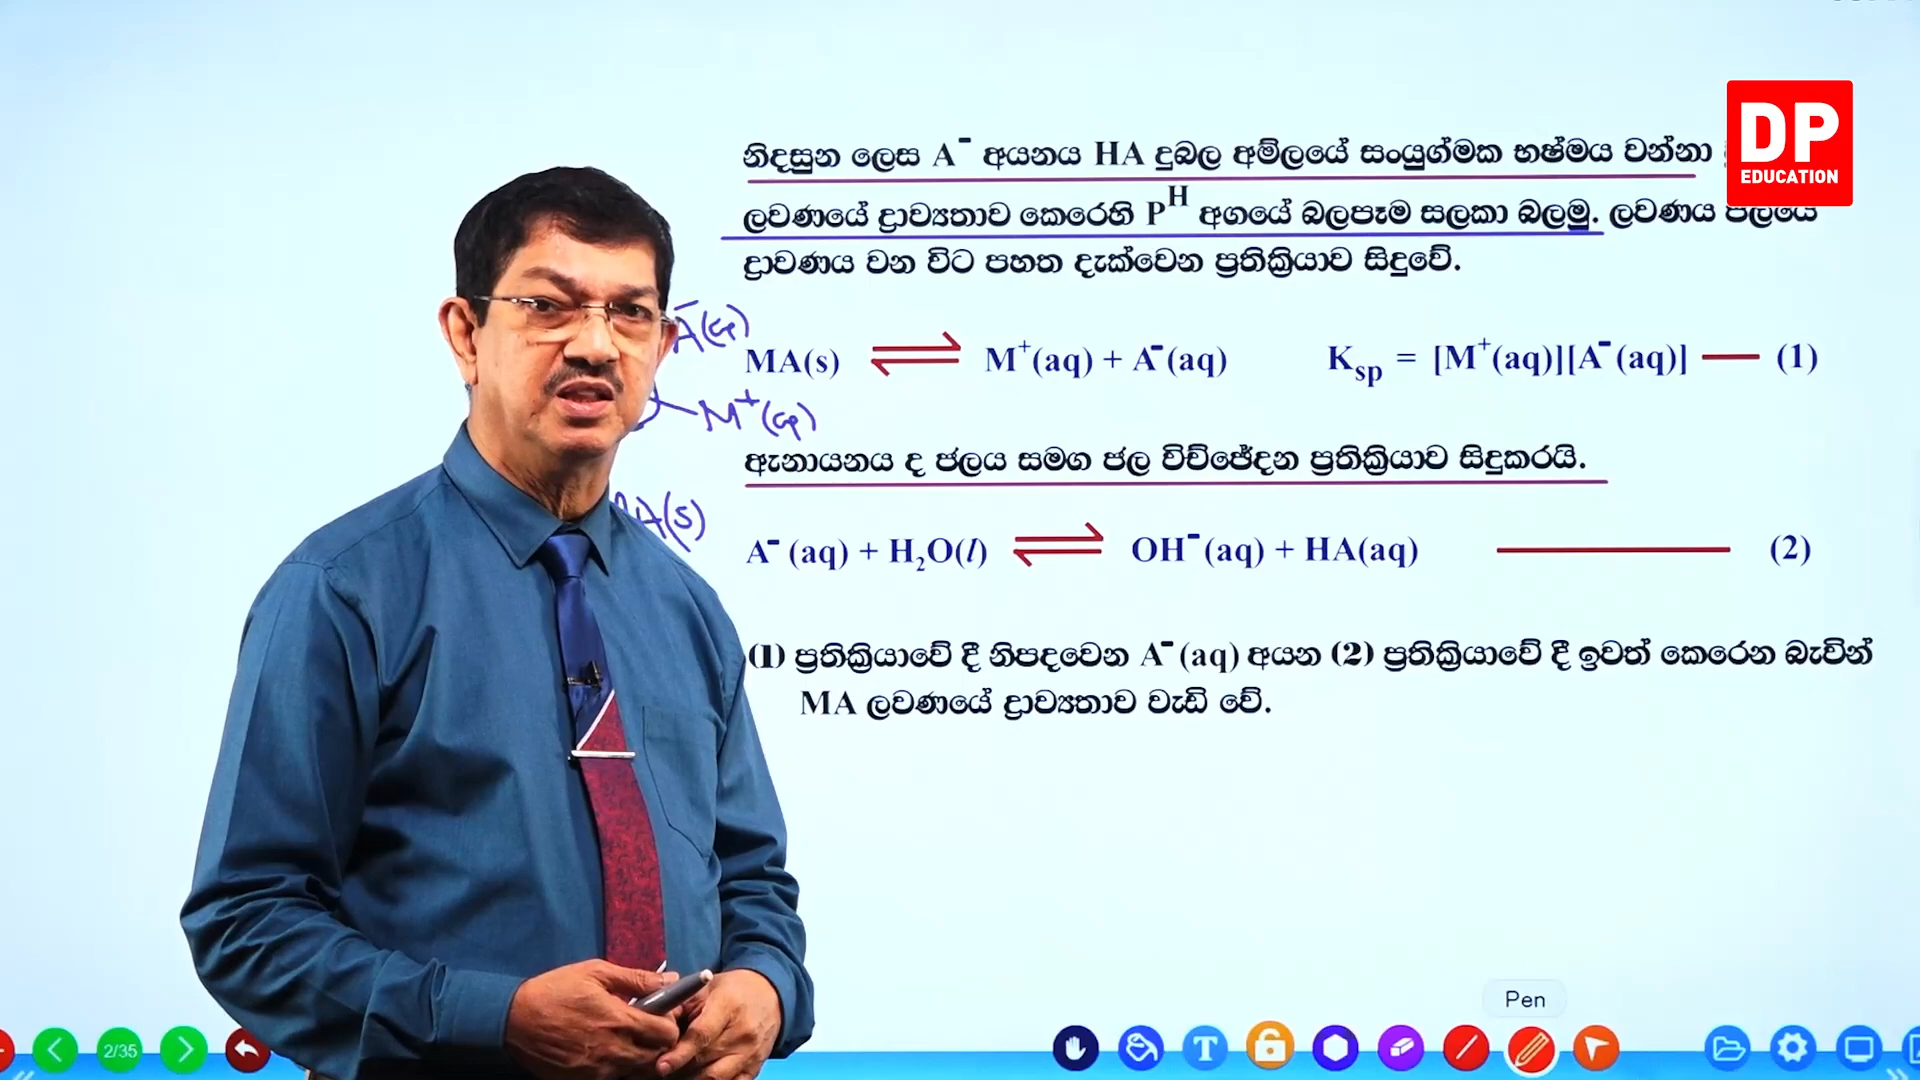 DP
EDUCATION
නිදසුන ලෙස A⁻ අයනය HA දුබල අම්ලයේ සංයුග්මක භෂ්මය වන්නා
ලවණයේ ද්‍රාව්‍යතාව කෙරෙහි Pᴴ අගයේ බලපෑම සලකා බලමු. ලවණය ජලයේ
ද්‍රාවණය වන විට පහත දැක්වෙන ප්‍රතික්‍රියාව සිදුවේ.
A⁻(aq)
MA(s) ⇌ M⁺(aq) + A⁻(aq) Kₛₚ = [M⁺(aq)][A⁻(aq)] — (1)
M⁺(aq)
ඇනායනය ද ජලය සමග ජල විච්ඡේදන ප්‍රතික්‍රියාව සිදුකරයි.
A(s)
A⁻(aq) + H₂O(l) ⇌ OH⁻(aq) + HA(aq) — (2)
(1) ප්‍රතික්‍රියාවේ දී නිපදවෙන A⁻(aq) අයන (2) ප්‍රතික්‍රියාවේ දී ඉවත් කෙරෙන බැවින්
MA ලවණයේ ද්‍රාව්‍යතාව වැඩි වේ.
Pen
2/35
T